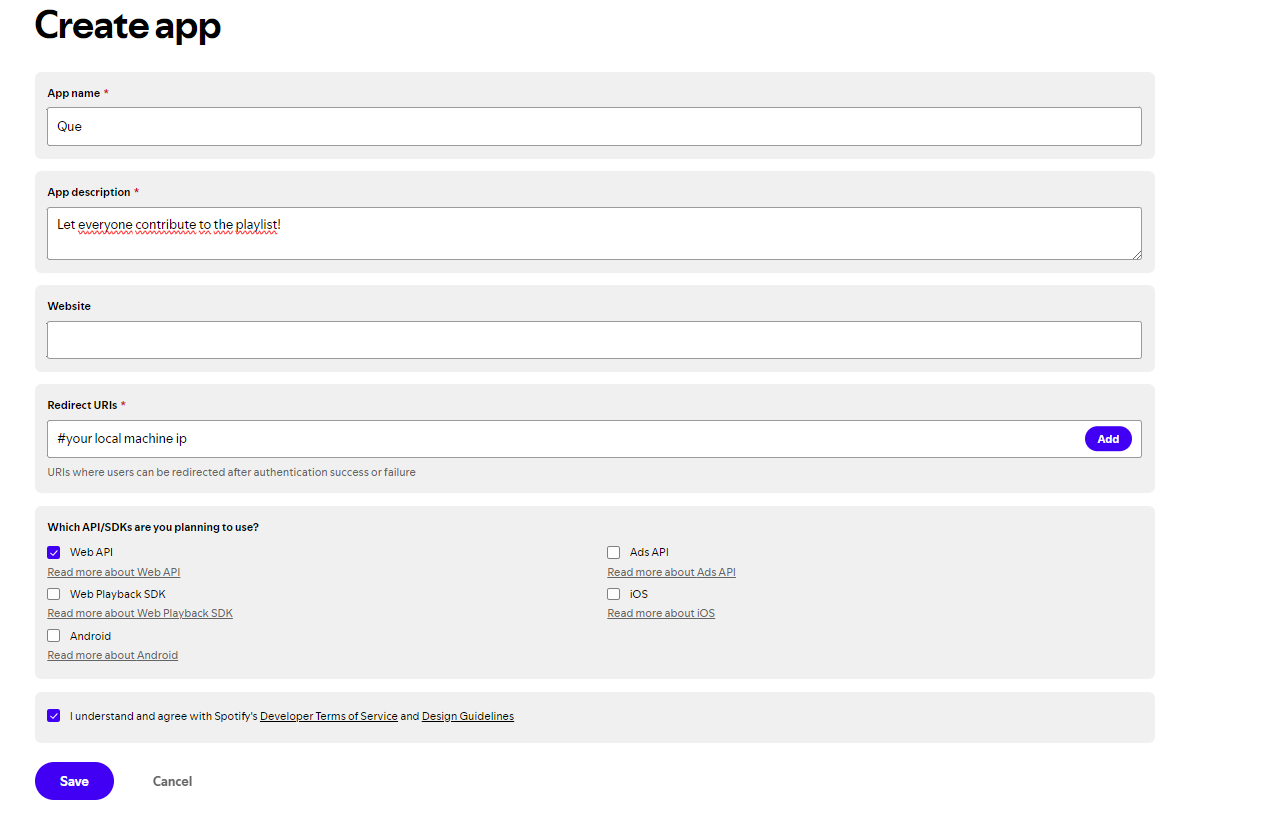 Create app
App name *
Que
App description *
Let everyone contribute to the playlist!
Website
Redirect URIs *
#your local machine ip
Add
URIs where users can be redirected after authentication success or failure
Which API/SDKs are you planning to use?
Web API
Read more about Web API
Ads API
Read more about Ads API
Web Playback SDK
Read more about Web Playback SDK
iOS
Read more about iOS
Android
Read more about Android
I understand and agree with Spotify's Developer Terms of Service and Design Guidelines
Save
Cancel